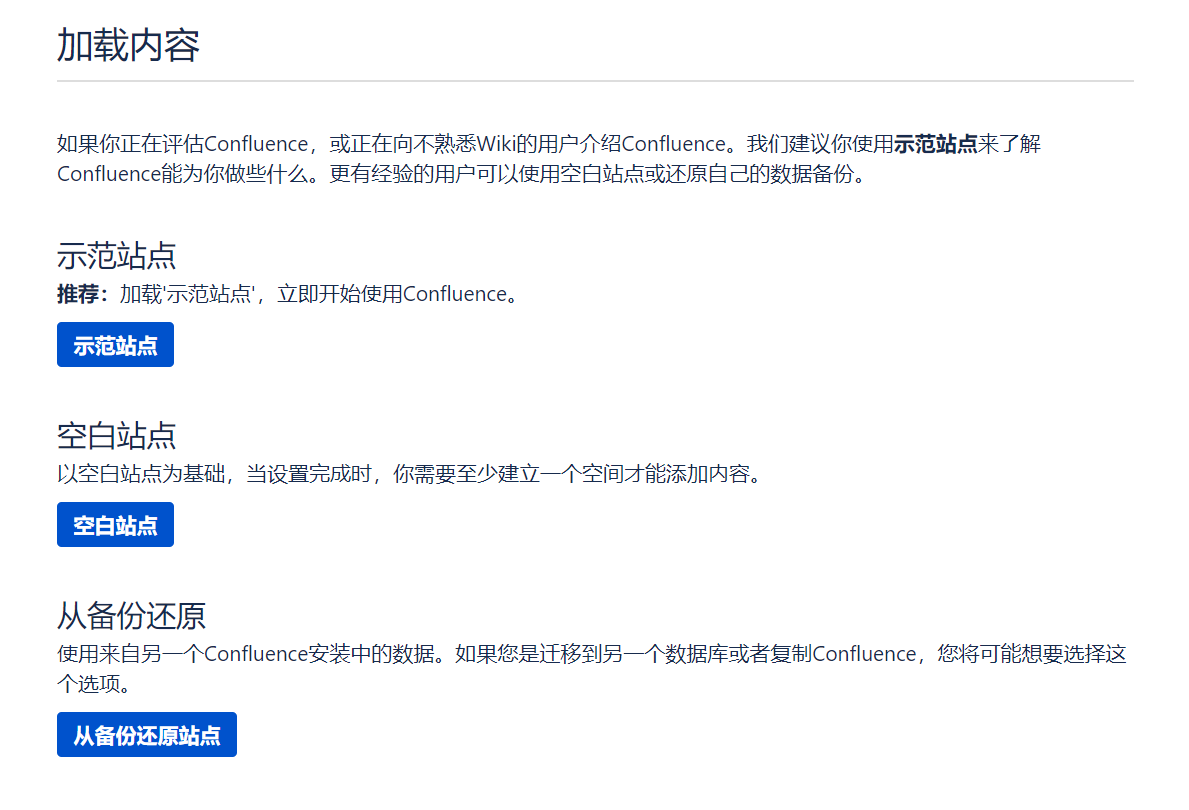 加载内容
如果你正在评估Confluence，或正在向不熟悉Wiki的用户介绍Confluence。我们建议你使用示范站点来了解
Confluence能为你做些什么。更有经验的用户可以使用空白站点或还原自己的数据备份。
示范站点
推荐：加载'示范站点'，立即开始使用Confluence。
示范站点
空白站点
以空白站点为基础，当设置完成时，你需要至少建立一个空间才能添加内容。
空白站点
从备份还原
使用来自另一个Confluence安装中的数据。如果您是迁移到另一个数据库或者复制Confluence，您将可能想要选择这
个选项。
从备份还原站点